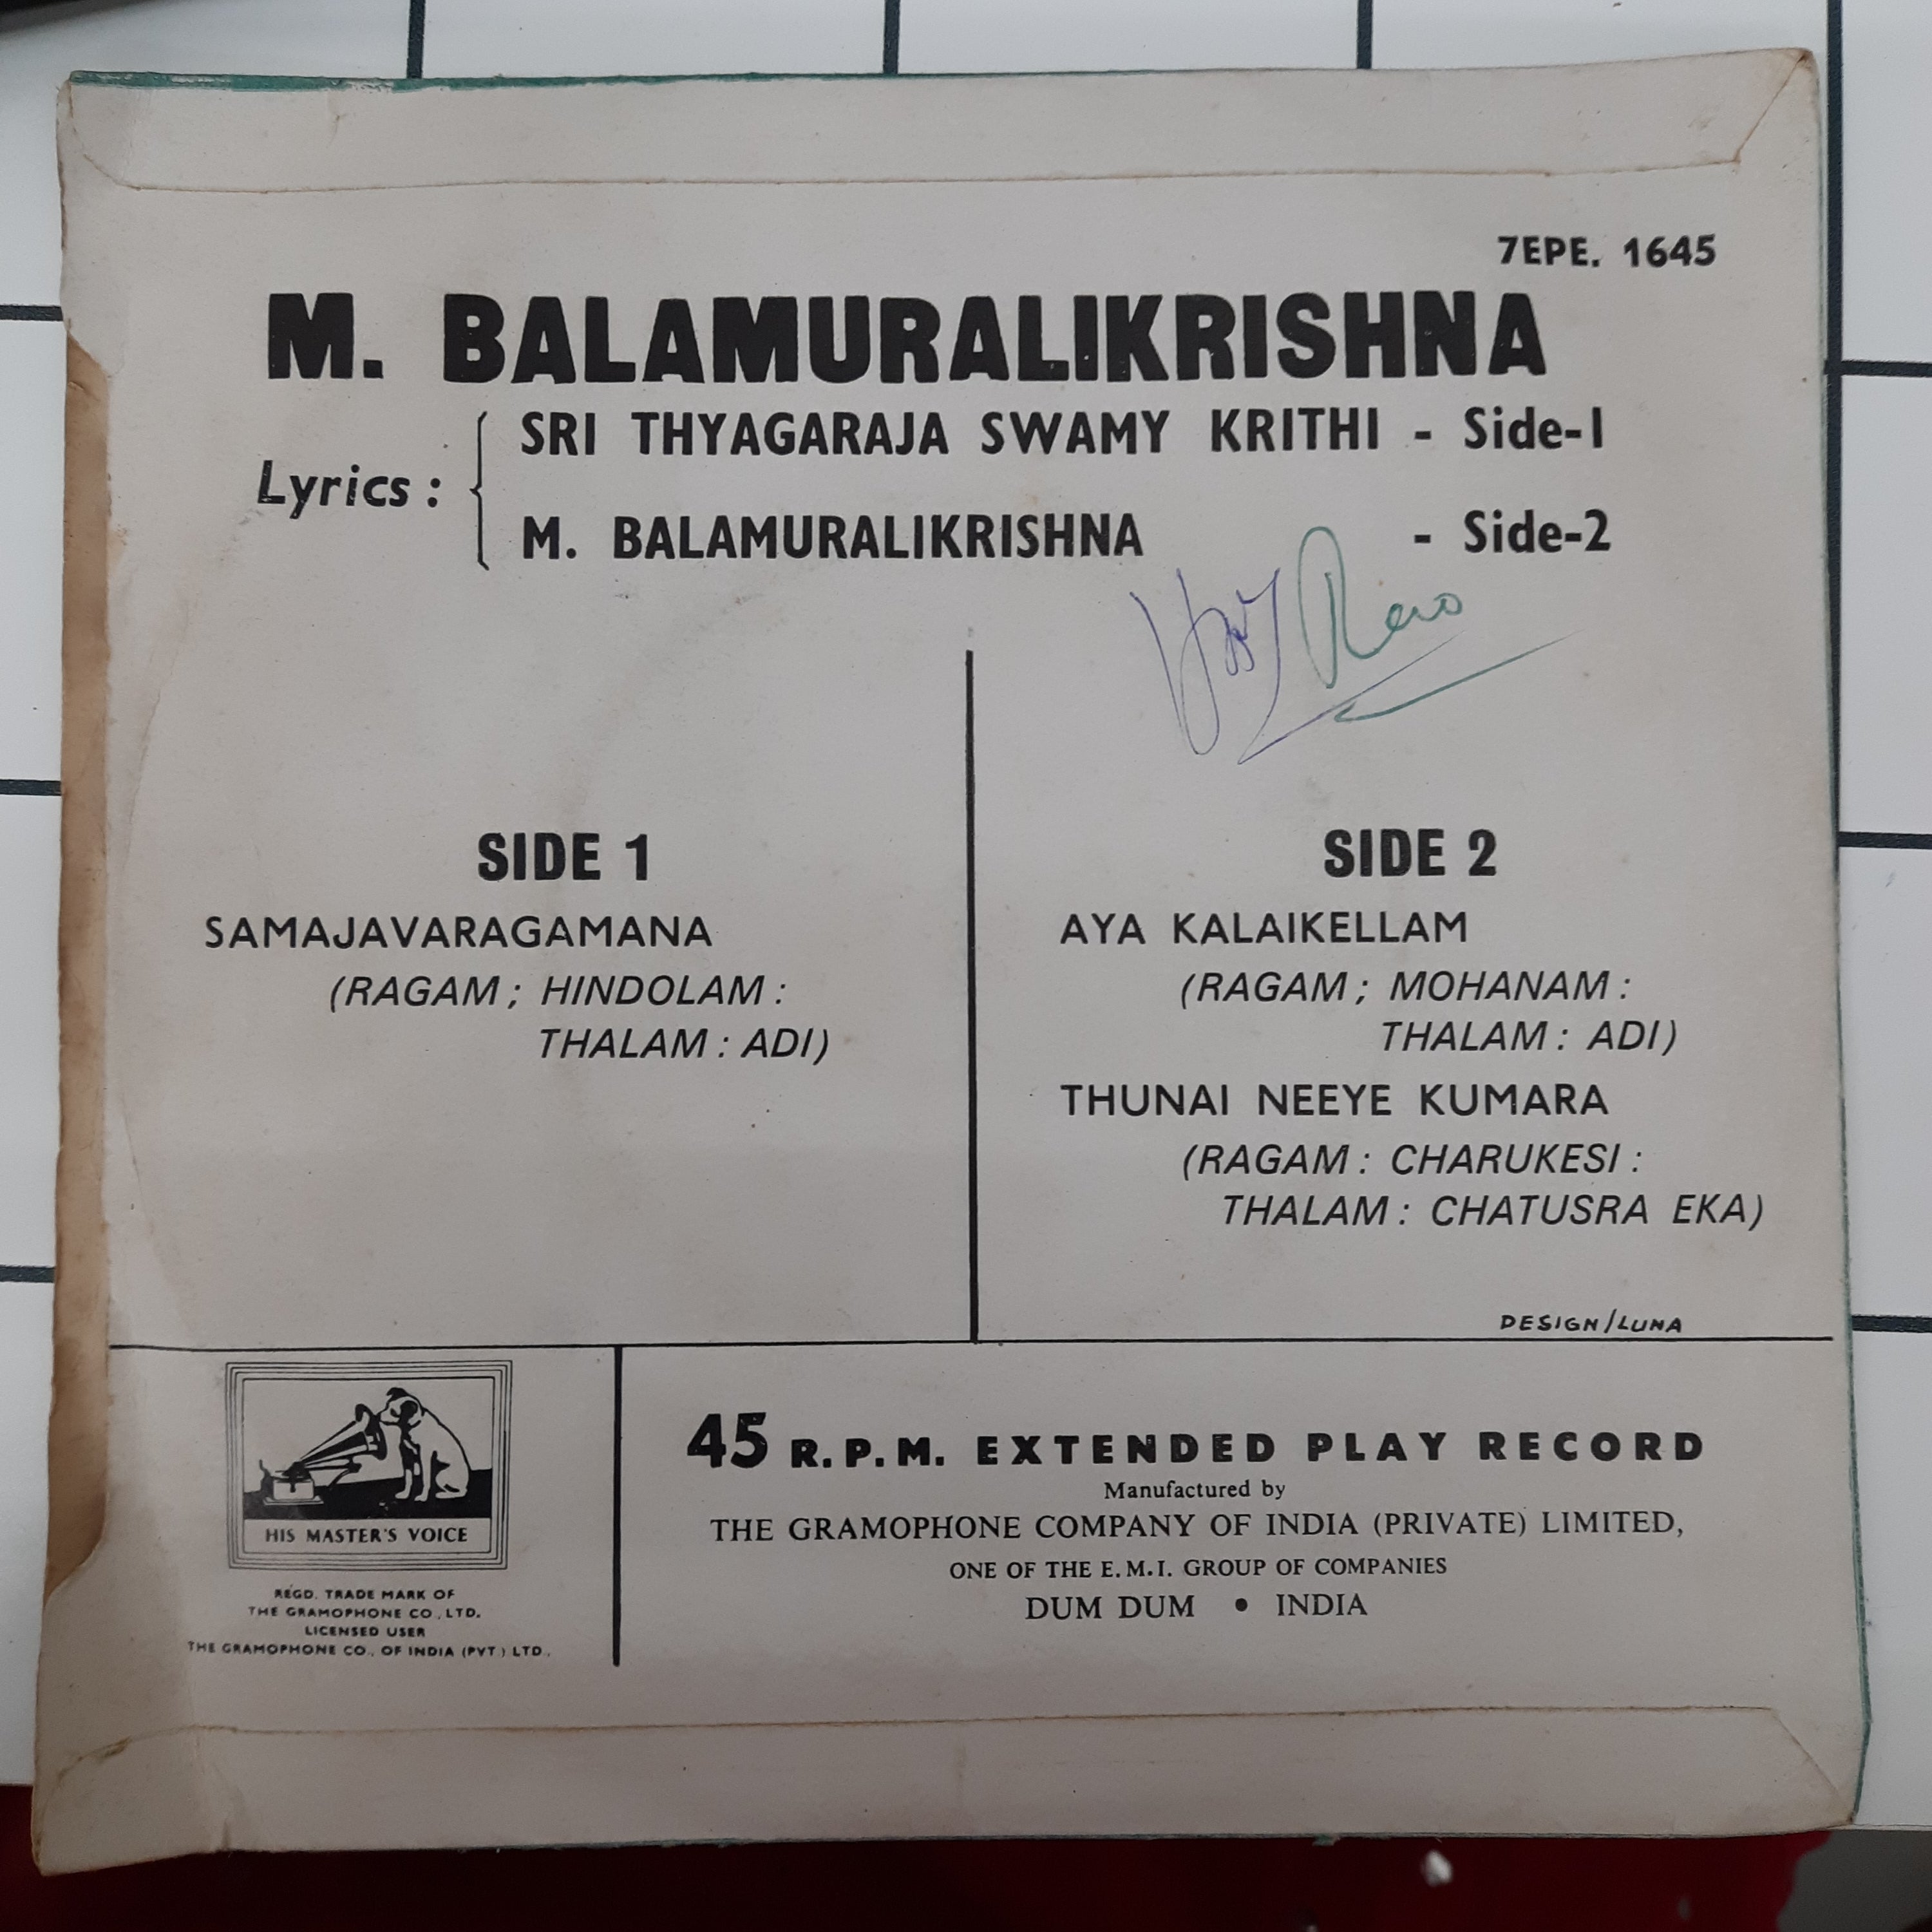 7EPE. 1645
M. BALAMURALIKRISHNA
Lyrics :
SRI THYAGARAJA SWAMY KRITHI - Side-1
M. BALAMURALIKRISHNA - Side-2
Rao
SIDE 1
SAMAJAVARAGAMANA
(RAGAM ; HINDOLAM :
THALAM : ADI)
SIDE 2
AYA KALAIKELLAM
(RAGAM ; MOHANAM :
THALAM : ADI)
THUNAI NEEYE KUMARA
(RAGAM : CHARUKESI :
THALAM : CHATUSRA EKA)
DESIGN/LUNA
HIS MASTER'S VOICE
REGD. TRADE MARK OF
THE GRAMOPHONE CO., LTD.
LICENSED USER
THE GRAMOPHONE CO., OF INDIA (PVT.) LTD.,
45 R.P.M. EXTENDED PLAY RECORD
Manufactured by
THE GRAMOPHONE COMPANY OF INDIA (PRIVATE) LIMITED,
ONE OF THE E.M.I. GROUP OF COMPANIES
DUM DUM • INDIA